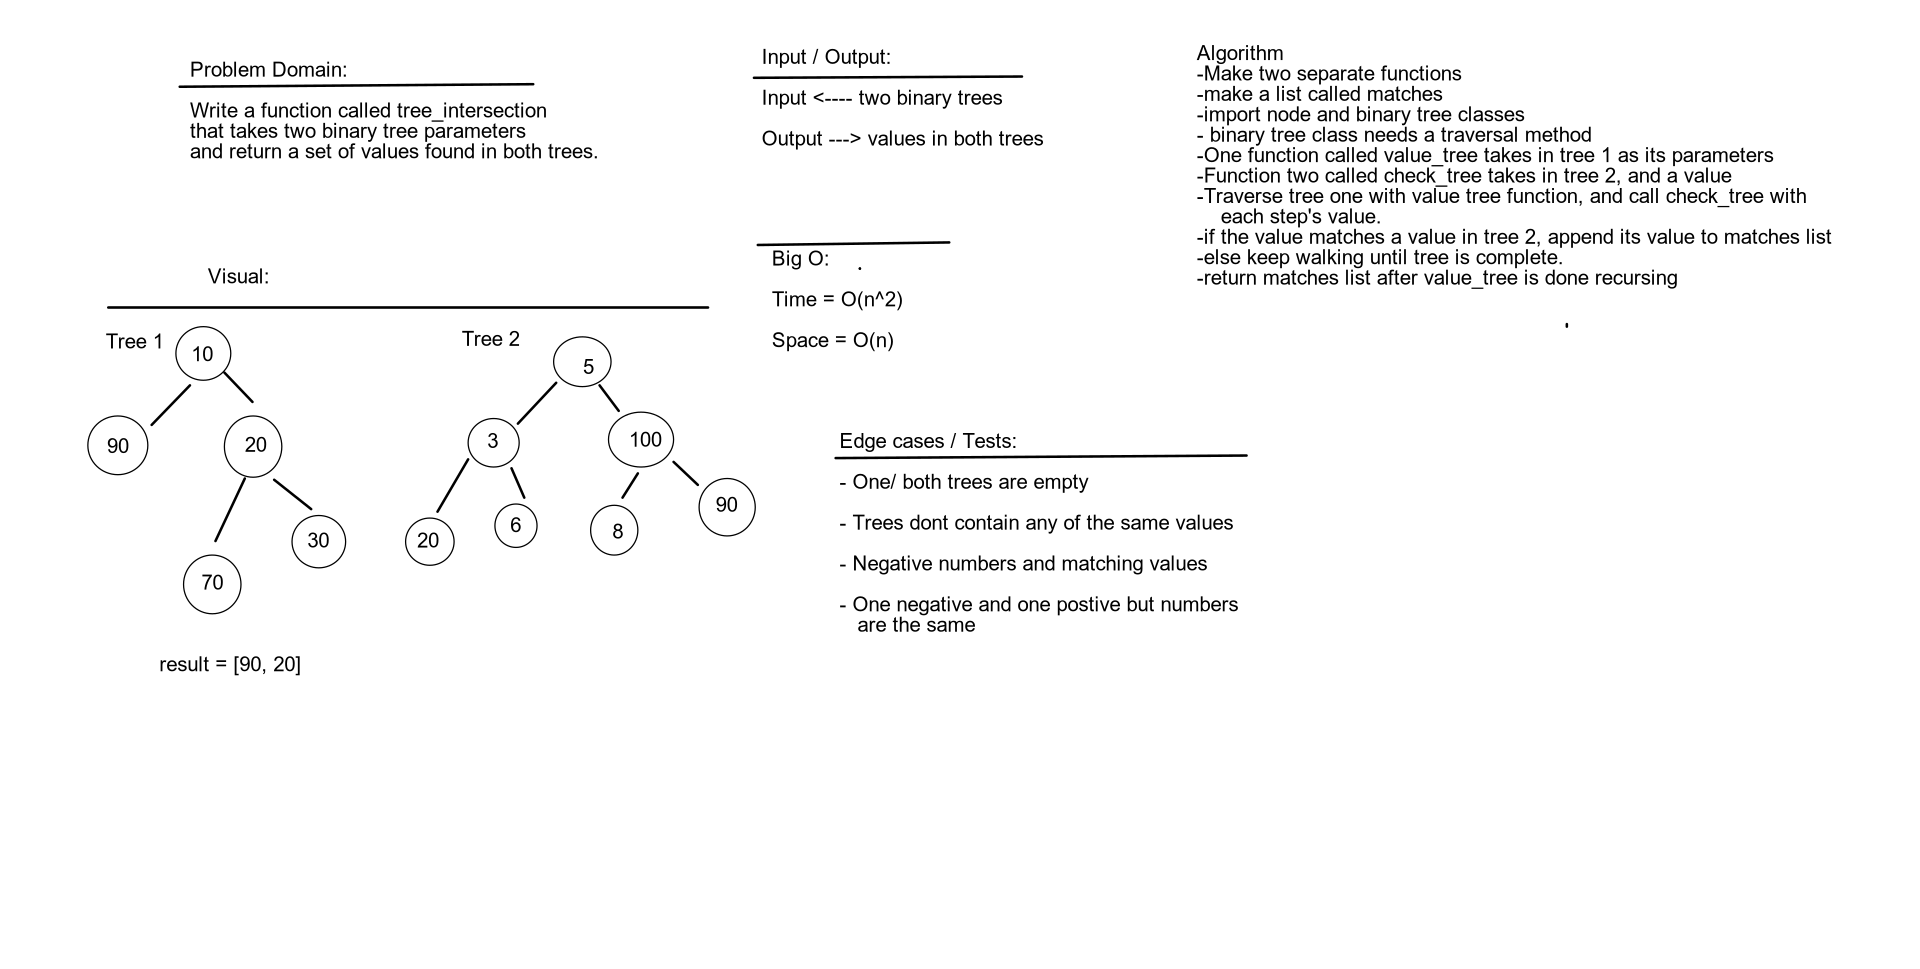 Problem Domain:
Write a function called tree_intersection
that takes two binary tree parameters
and return a set of values found in both trees.
Visual:
Tree 1
10
90
20
70
30
result = [90, 20]
Tree 2
5
3
100
20
6
8
90
Input / Output:
Input <---- two binary trees
Output ---> values in both trees
Big O:
Time = O(n^2)
Space = O(n)
Edge cases / Tests:
- One/ both trees are empty
- Trees dont contain any of the same values
- Negative numbers and matching values
- One negative and one postive but numbers
are the same
Algorithm
-Make two separate functions
-make a list called matches
-import node and binary tree classes
- binary tree class needs a traversal method
-One function called value_tree takes in tree 1 as its parameters
-Function two called check_tree takes in tree 2, and a value
-Traverse tree one with value tree function, and call check_tree with
each step's value.
-if the value matches a value in tree 2, append its value to matches list
-else keep walking until tree is complete.
-return matches list after value_tree is done recursing